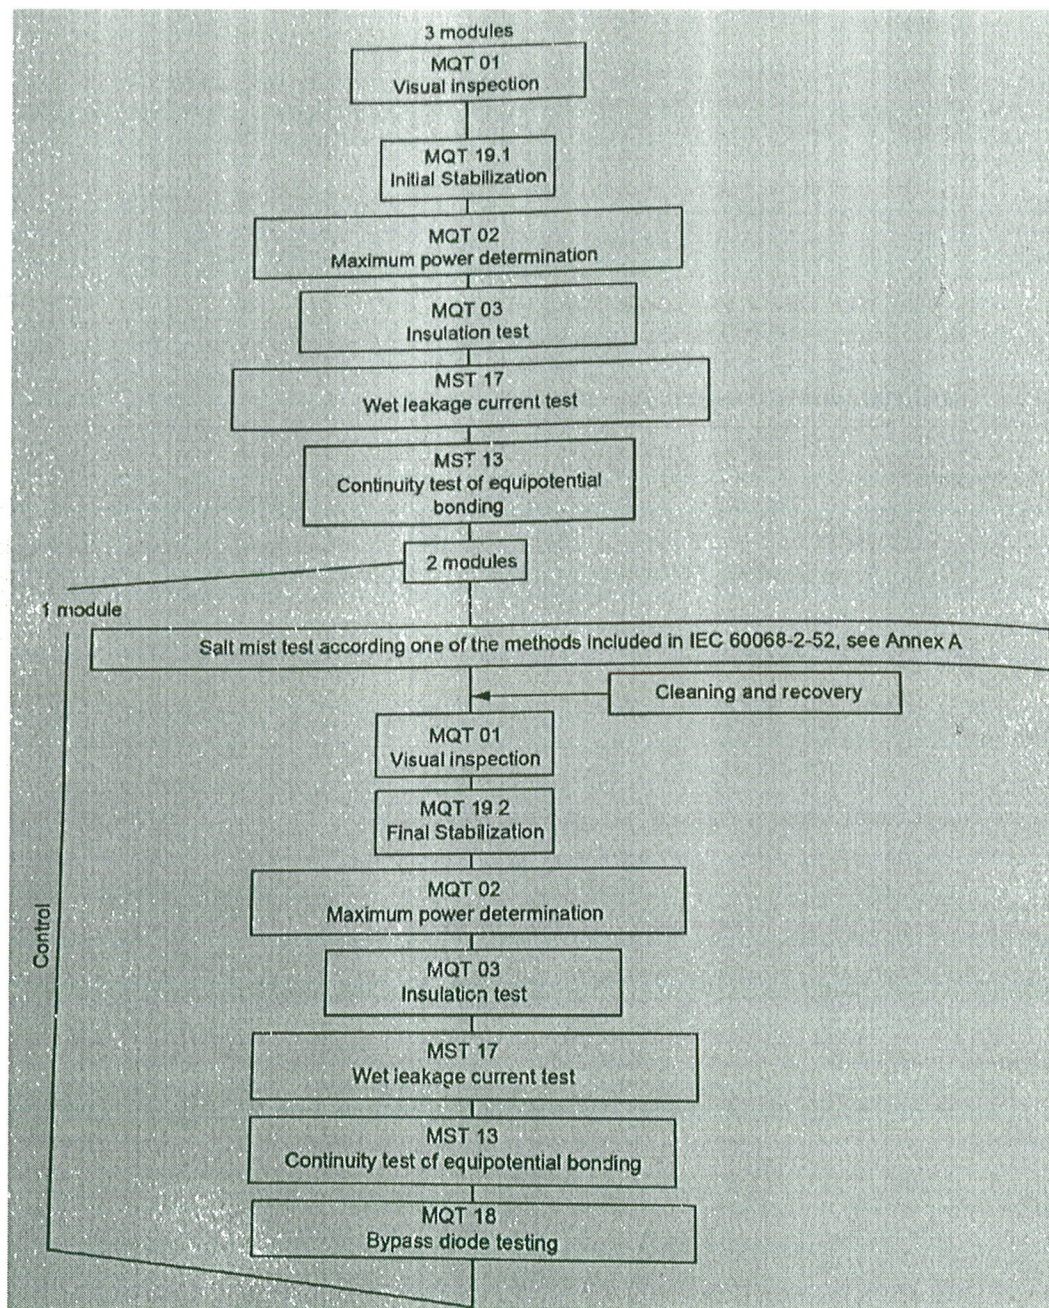 3 modules
MQT 01
Visual inspection
MQT 19.1
Initial Stabilization
MQT 02
Maximum power determination
MQT 03
Insulation test
MST 17
Wet leakage current test
MST 13
Continuity test of equipotential
bonding
2 modules
1 module
Salt mist test according one of the methods included in IEC 60068-2-52, see Annex A
Cleaning and recovery
MQT 01
Visual inspection
MQT 19.2
Final Stabilization
MQT 02
Maximum power determination
Control
MQT 03
Insulation test
MST 17
Wet leakage current test
MST 13
Continuity test of equipotential bonding
MQT 18
Bypass diode testing